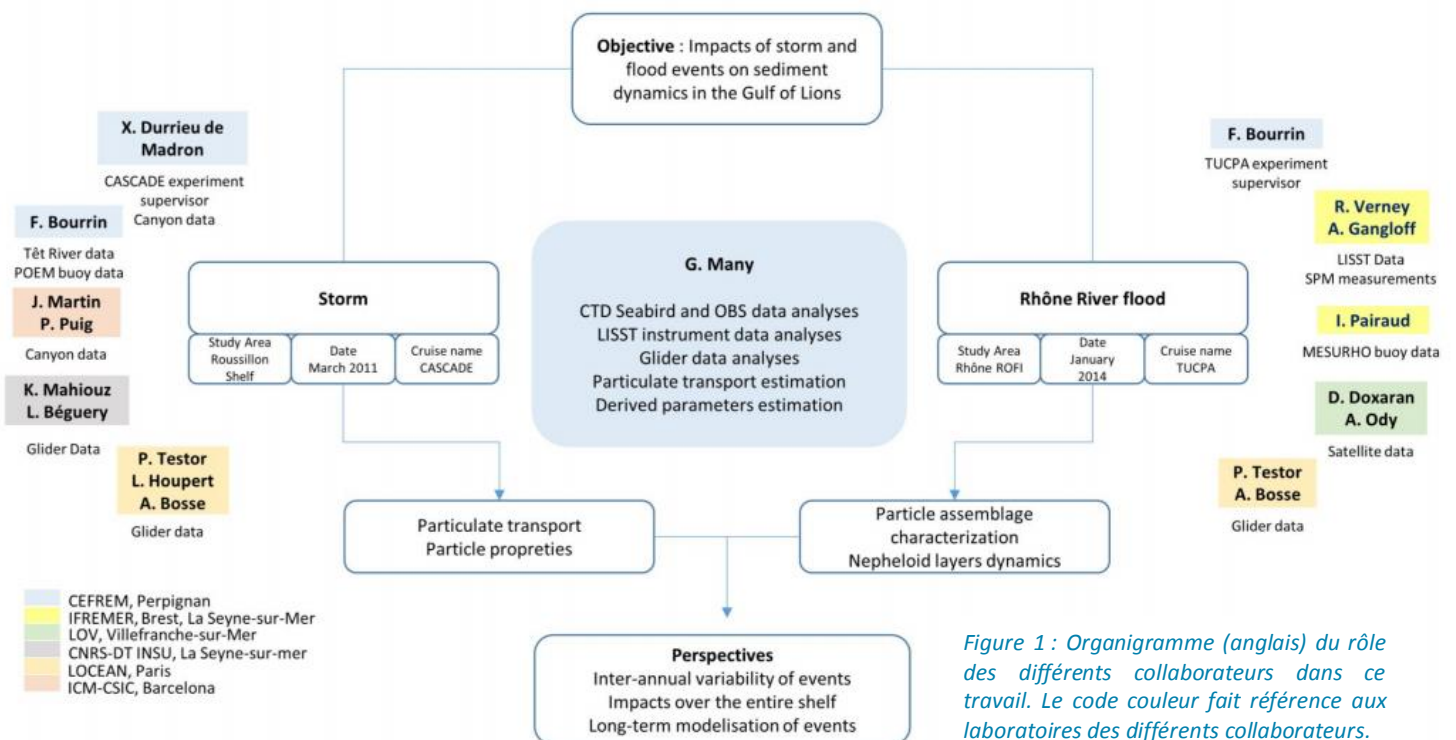 Objective : Impacts of storm and
flood events on sediment
dynamics in the Gulf of Lions
X. Durrieu de
Madron
CASCADE experiment
supervisor
Canyon data
F. Bourrin
Têt River data
POEM buoy data
J. Martin
P. Puig
Canyon data
K. Mahiouz
L. Béguery
Glider Data
P. Testor
L. Houpert
A. Bosse
Glider data
Storm
Study Area
Roussillon
Shelf
Date
March 2011
Cruise name
CASCADE
G. Many
CTD Seabird and OBS data analyses
LISST instrument data analyses
Glider data analyses
Particulate transport estimation
Derived parameters estimation
Rhône River flood
Study Area
Rhône ROFI
Date
January
2014
Cruise name
TUCPA
F. Bourrin
TUCPA experiment
supervisor
R. Verney
A. Gangloff
LISST Data
SPM measurements
I. Pairaud
MESURHO buoy data
D. Doxaran
A. Ody
Satellite data
P. Testor
A. Bosse
Glider data
Particulate transport
Particle propreties
Particle assemblage
characterization
Nepheloid layers dynamics
CEFREM, Perpignan
IFREMER, Brest, La Seyne-sur-Mer
LOV, Villefranche-sur-Mer
CNRS-DT INSU, La Seyne-sur-mer
LOCEAN, Paris
ICM-CSIC, Barcelona
Perspectives
Inter-annual variability of events
Impacts over the entire shelf
Long-term modelisation of events
Figure 1 : Organigramme (anglais) du rôle
des différents collaborateurs dans ce
travail. Le code couleur fait référence aux
laboratoires des différents collaborateurs.